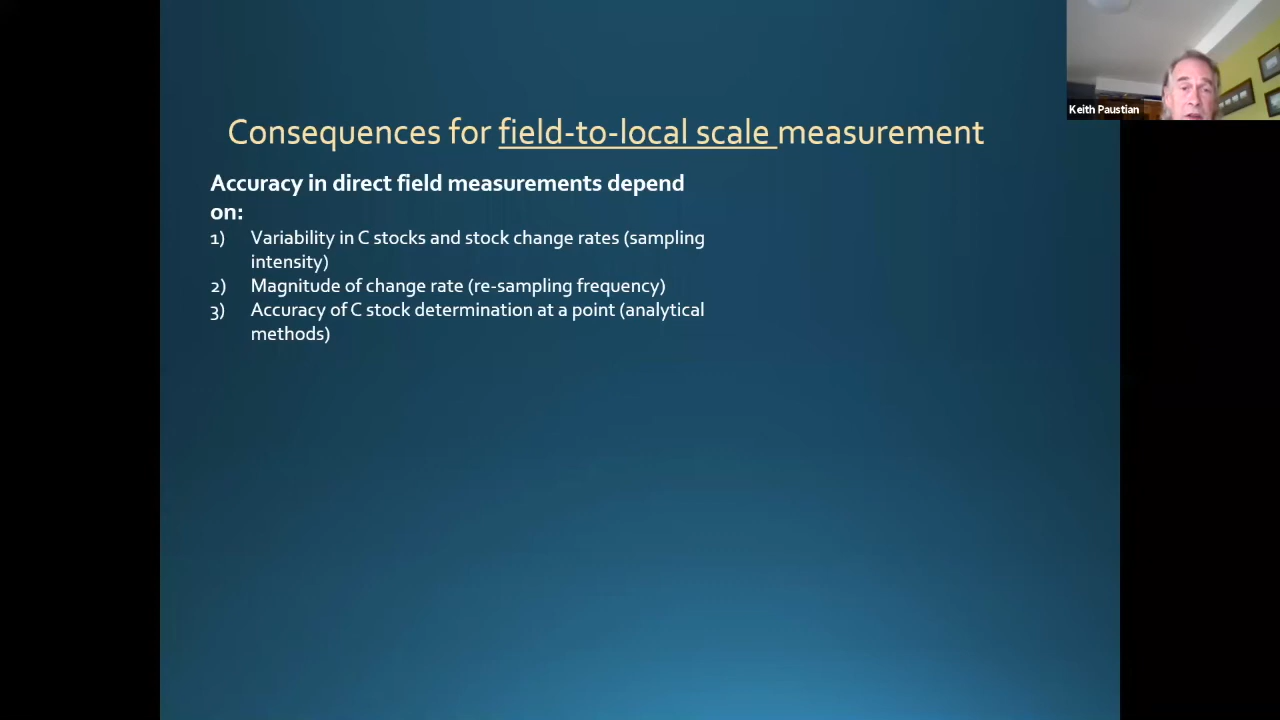 Keith Paustian
Consequences for field-to-local scale measurement
Accuracy in direct field measurements depend
on:
1) Variability in C stocks and stock change rates (sampling
intensity)
2) Magnitude of change rate (re-sampling frequency)
3) Accuracy of C stock determination at a point (analytical
methods)